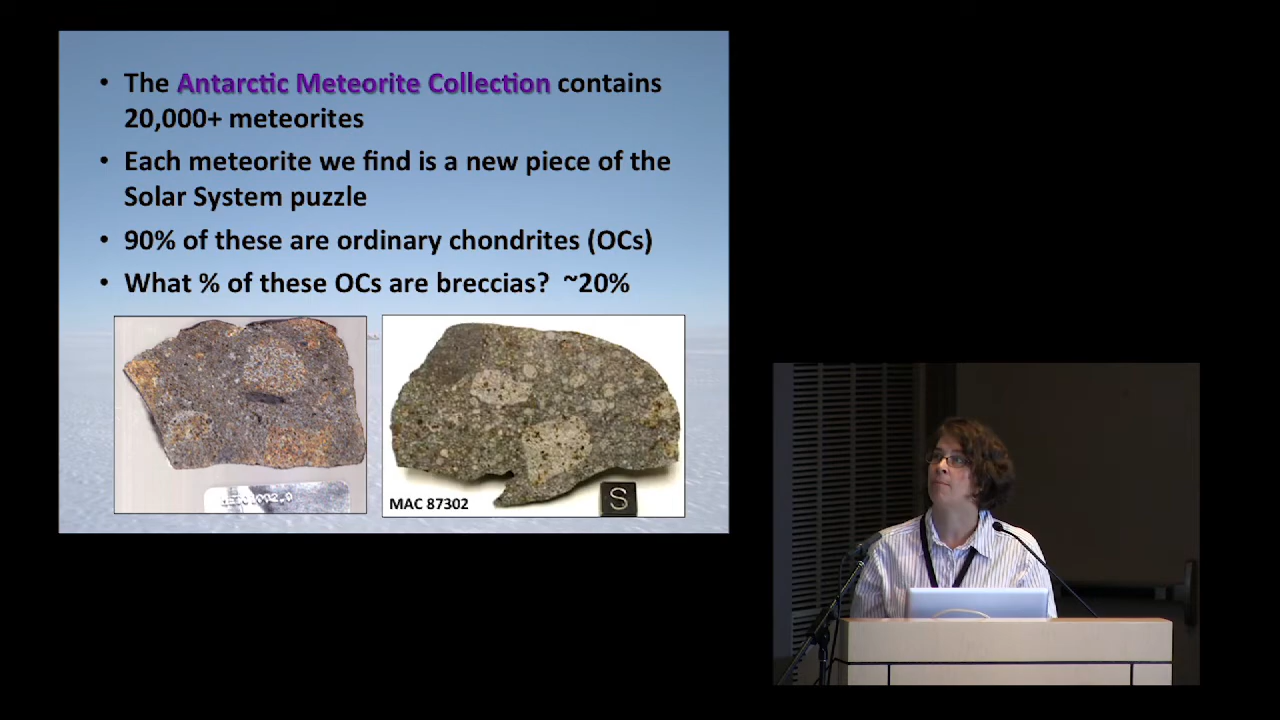 • The Antarctic Meteorite Collection contains
20,000+ meteorites
• Each meteorite we find is a new piece of the
Solar System puzzle
• 90% of these are ordinary chondrites (OCs)
• What % of these OCs are breccias? ~20%
MAC 87302
S